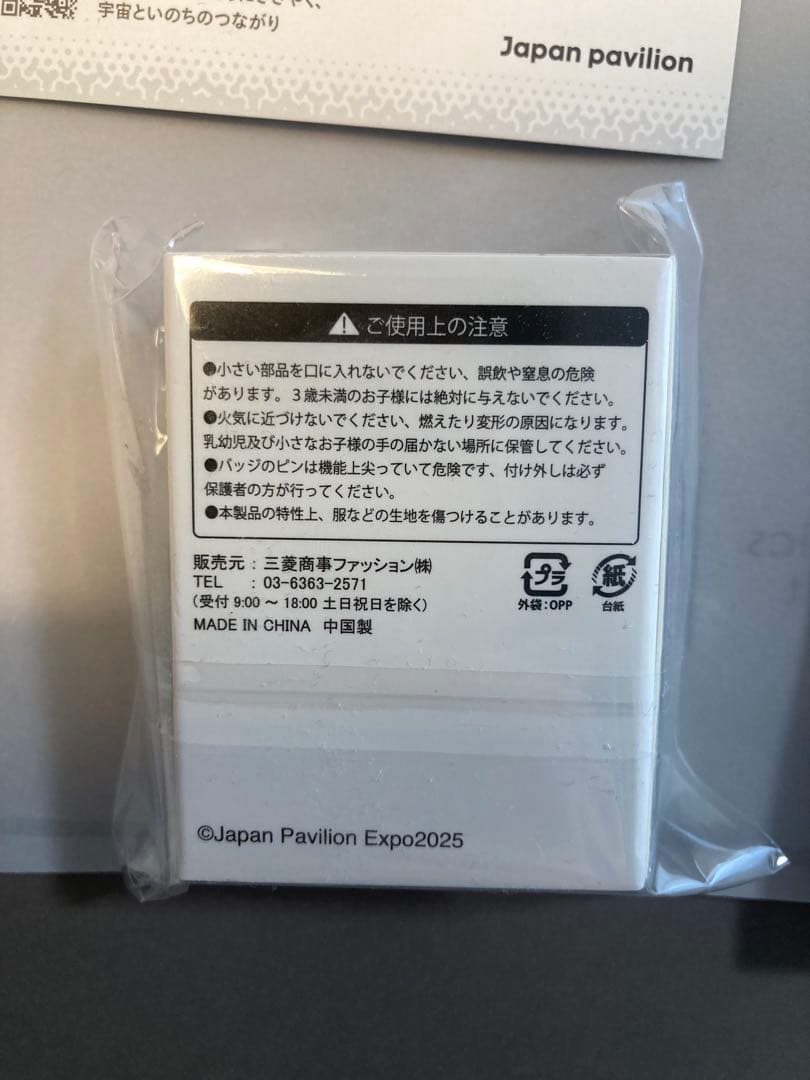 宇宙といのちのつながり
Japan pavilion
ご使用上の注意
●小さい部品を口に入れないでください、誤飲や窒息の危険
があります。3歳未満のお子様には絶対に与えないでください。
●火気に近づけないでください、燃えたり変形の原因になります。
乳幼児及び小さなお子様の手の届かない場所に保管してください。
●バッジのピンは機能上尖っていて危険です、付け外しは必ず
保護者の方が行ってください。
●本製品の特性上、服などの生地を傷つけることがあります。
販売元 : 三菱商事ファッション㈱
TEL : 03-6363-2571
(受付 9:00 ～ 18:00 土日祝日を除く)
MADE IN CHINA 中国製
プラ
外袋:OPP
紙
台紙
©Japan Pavilion Expo2025